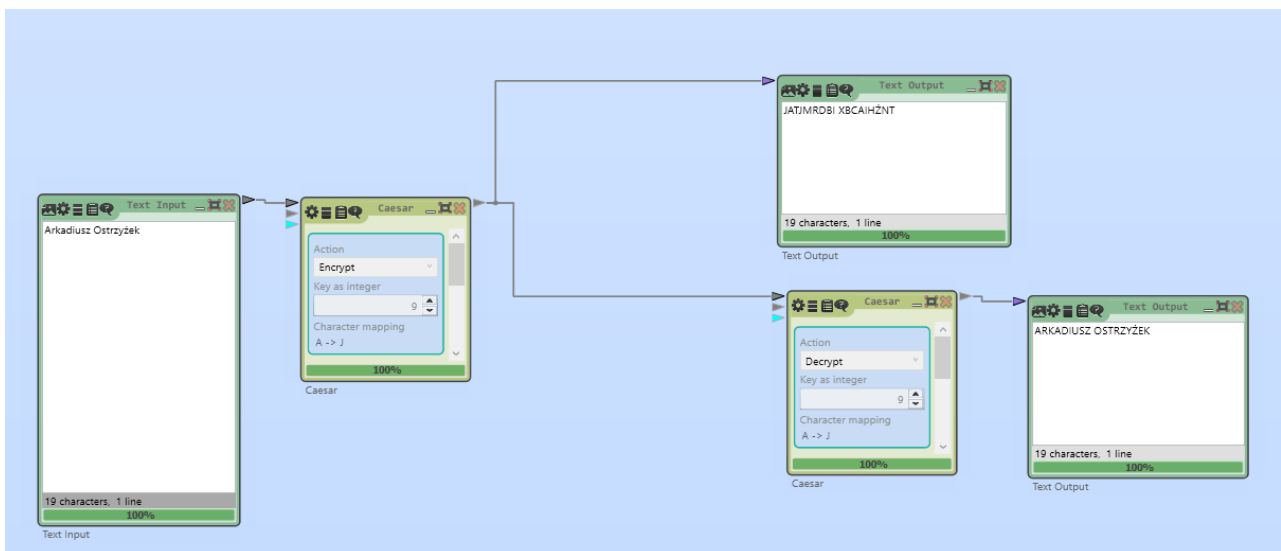 Text Output
JATJMRDBI XBCAIHŻNT
19 characters, 1 line
100%
Text Output
Text Input
Arkadiusz Ostrzyżek
19 characters, 1 line
100%
Text Input
Caesar
Action
Encrypt
Key as integer
9
Character mapping
A -> J
100%
Caesar
Caesar
Action
Decrypt
Key as integer
9
Character mapping
A -> J
100%
Caesar
Text Output
ARKADIUSZ OSTRZYŻEK
19 characters, 1 line
100%
Text Output